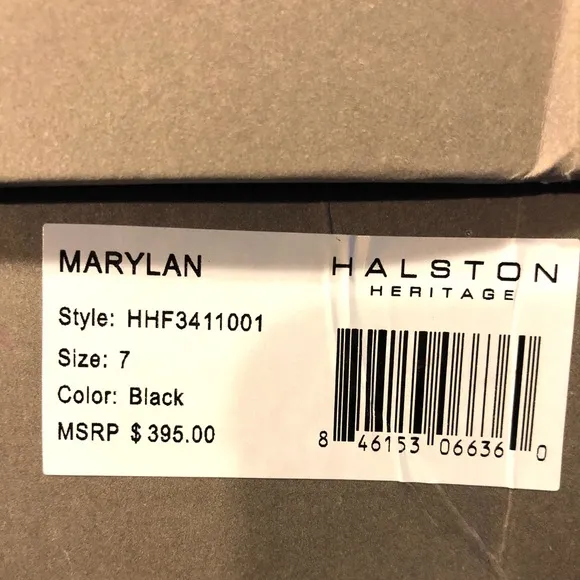 MARYLAN
HALSTON
HERITAGE
Style: HHF3411001
Size: 7
Color: Black
MSRP $395.00
8 46153 06636 0